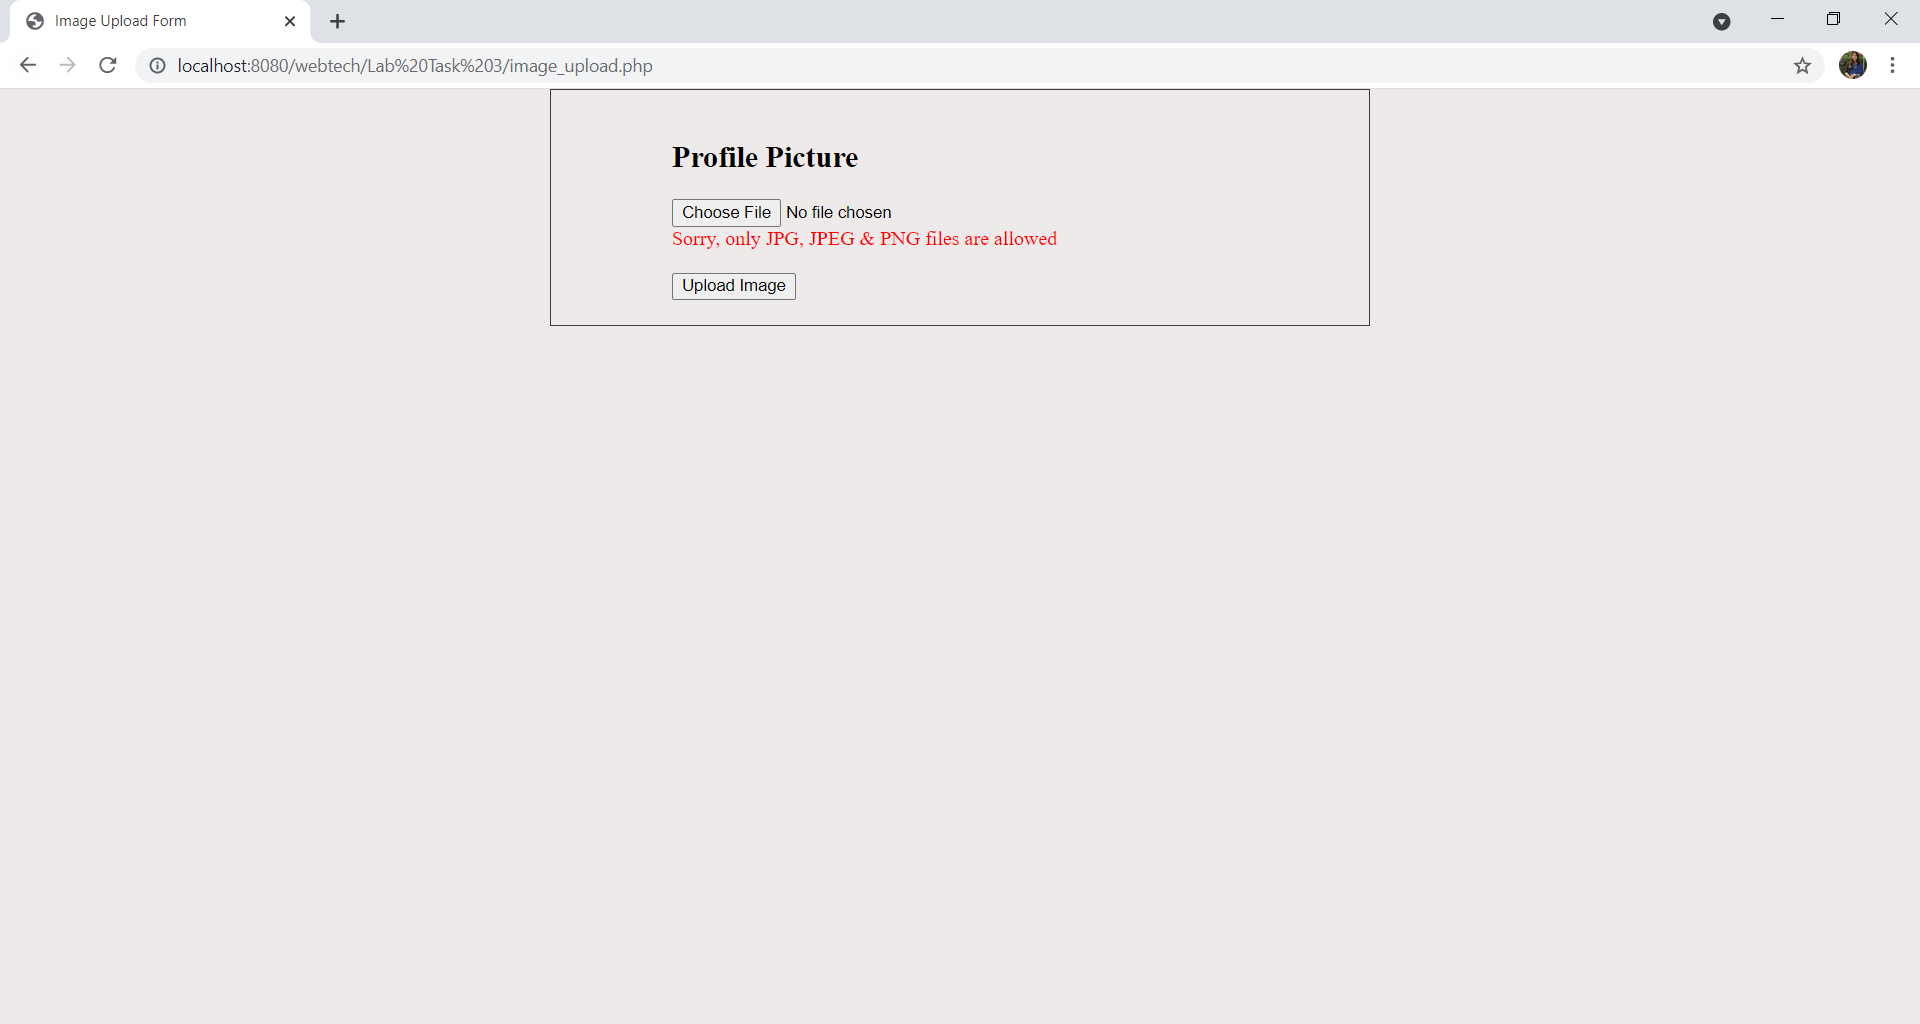 Image Upload Form
localhost:8080/webtech/Lab%20Task%203/image_upload.php
Profile Picture
Choose File No file chosen
Sorry, only JPG, JPEG & PNG files are allowed
Upload Image